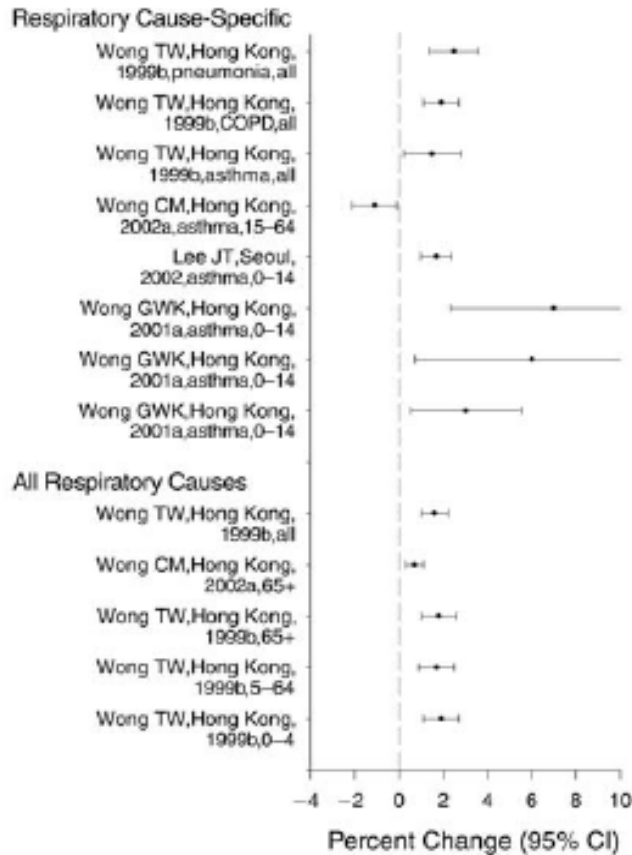 Respiratory Cause-Specific
Wong TW,Hong Kong,
1999b,pneumonia,all
Wong TW,Hong Kong,
1999b,COPD,all
Wong TW,Hong Kong,
1999b,asthma,all
Wong CM,Hong Kong,
2002a,asthma,15–64
Lee JT,Seoul,
2002,asthma,0–14
Wong GWK,Hong Kong,
2001a,asthma,0–14
Wong GWK,Hong Kong,
2001a,asthma,0–14
Wong GWK,Hong Kong,
2001a,asthma,0–14
All Respiratory Causes
Wong TW,Hong Kong,
1999b,all
Wong CM,Hong Kong,
2002a,65+
Wong TW,Hong Kong,
1999b,65+
Wong TW,Hong Kong,
1999b,5–64
Wong TW,Hong Kong,
1999b,0–4
−4 −2 0 2 4 6 8 10
Percent Change (95% CI)